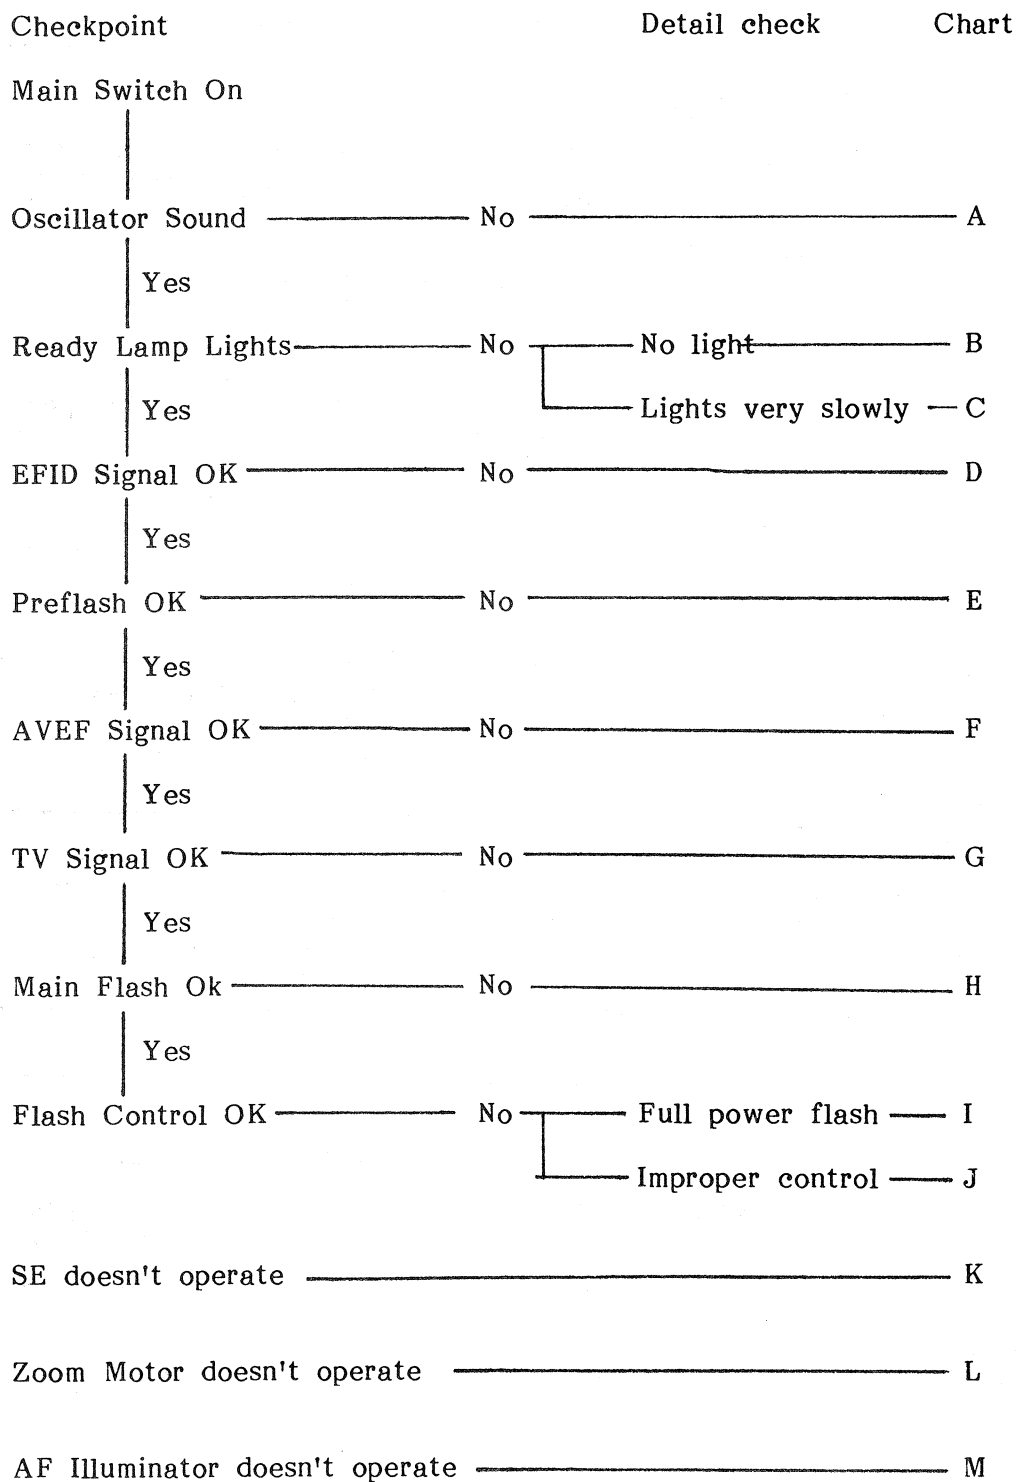 Checkpoint Detail check Chart
Main Switch On
Oscillator Sound No A
Yes
Ready Lamp Lights No No light B
Yes Lights very slowly C
EFID Signal OK No D
Yes
Preflash OK No E
Yes
AVEF Signal OK No F
Yes
TV Signal OK No G
Yes
Main Flash Ok No H
Yes
Flash Control OK No Full power flash I
Improper control J
SE doesn't operate K
Zoom Motor doesn't operate L
AF Illuminator doesn't operate M